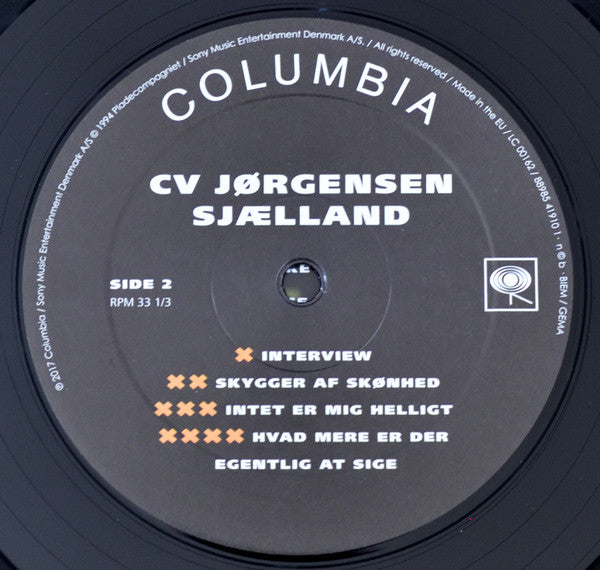 © 2017 Columbia / Sony Music Entertainment Denmark A/S ℗ 1994 Pladecompagniet / Sony Music Entertainment Denmark A/S. / All rights reserved / Made in the EU / LC 00162 / 88985 41910 1 · n©b · BIEM / GEMA
COLUMBIA
CV JØRGENSEN
SJÆLLAND
SIDE 2
RPM 33 1/3
✖ INTERVIEW
✖✖ SKYGGER AF SKØNHED
✖✖✖ INTET ER MIG HELLIGT
✖✖✖✖ HVAD MERE ER DER
EGENTLIG AT SIGE